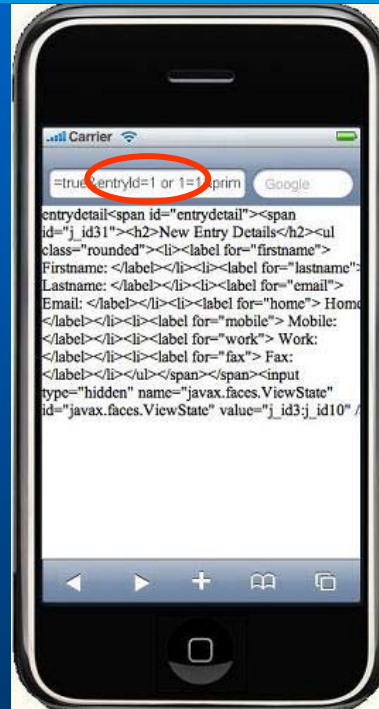 Carrier
=true&entryId=1 or 1=1&prim
Google
entrydetail<span id="entrydetail"><span
id="j_id31"><h2>New Entry Details</h2><ul
class="rounded"><li><label for="firstname">
Firstname: </label></li><li><label for="lastname">
Lastname: </label></li><li><label for="email">
Email: </label></li><li><label for="home"> Home
</label></li><li><label for="mobile"> Mobile:
</label></li><li><label for="work"> Work:
</label></li><li><label for="fax"> Fax:
</label></li></ul></span></span><input
type="hidden" name="javax.faces.ViewState"
id="javax.faces.ViewState" value="j_id3:j_id10" /